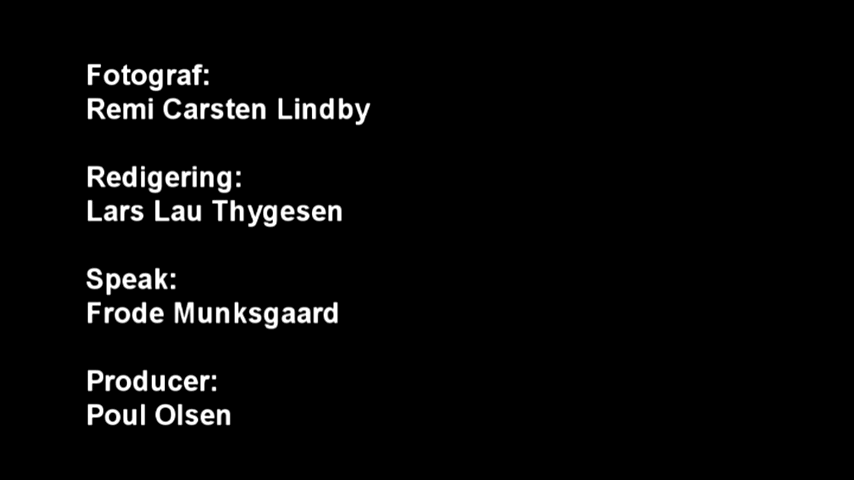 Fotograf:
Remi Carsten Lindby
Redigering:
Lars Lau Thygesen
Speak:
Frode Munksgaard
Producer:
Poul Olsen